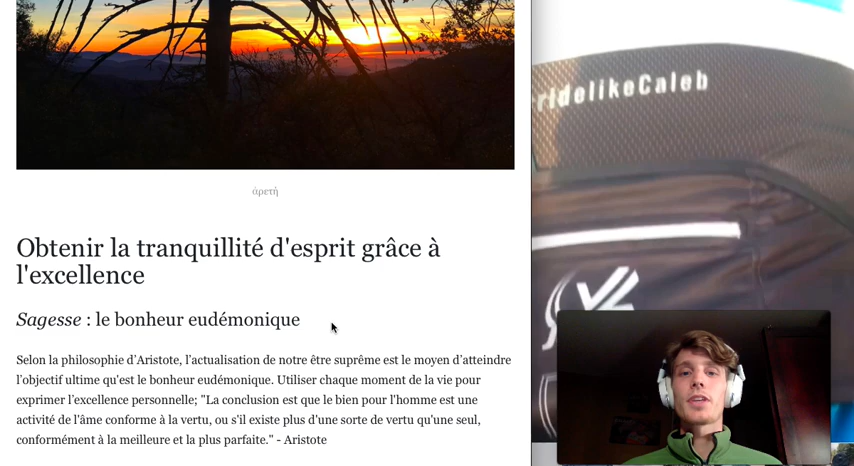 ἀρετή
Obtenir la tranquillité d'esprit grâce à
l'excellence
Sagesse : le bonheur eudémonique
Selon la philosophie d’Aristote, l’actualisation de notre être suprême est le moyen d’atteindre
l’objectif ultime qu'est le bonheur eudémonique. Utiliser chaque moment de la vie pour
exprimer l’excellence personnelle; "La conclusion est que le bien pour l'homme est une
activité de l'âme conforme à la vertu, ou s'il existe plus d'une sorte de vertu qu'une seul,
conformément à la meilleure et la plus parfaite." - Aristote
ridelikeCaleb